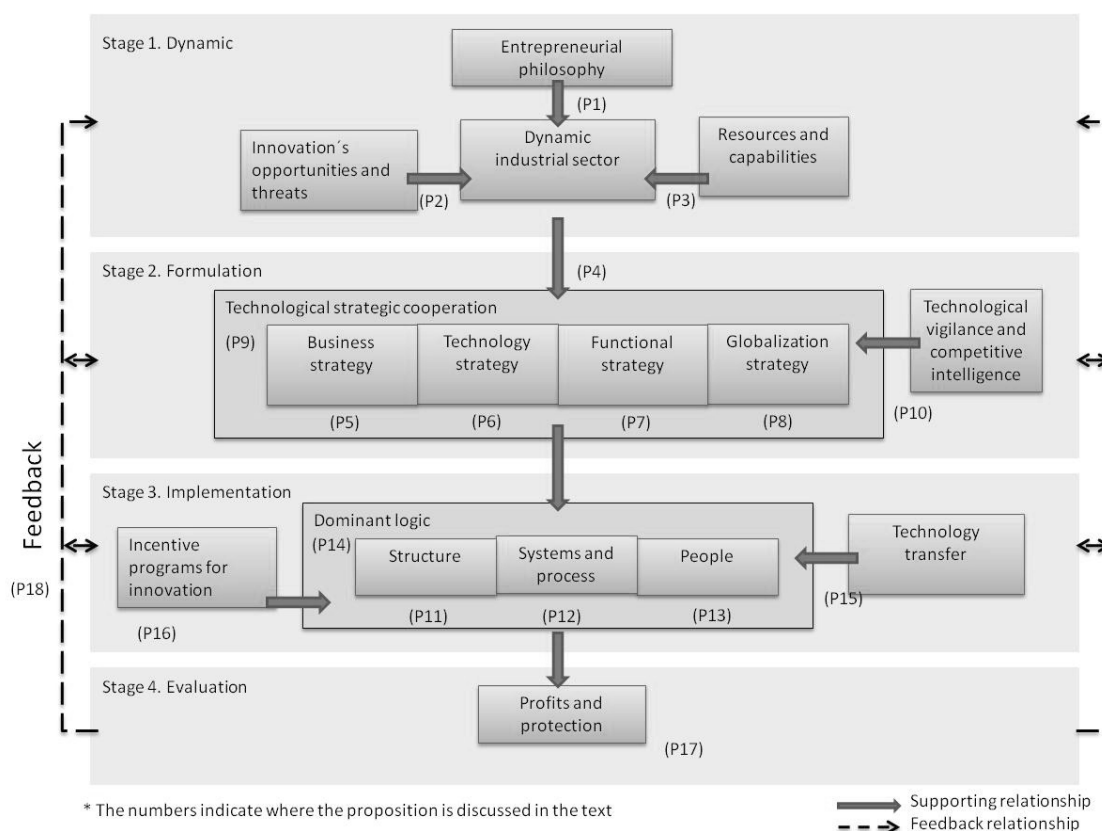 Stage 1. Dynamic
Entrepreneurial
philosophy
(P1)
Innovation´s
opportunities and
threats
(P2)
Dynamic
industrial sector
Resources and
capabilities
(P3)
Stage 2. Formulation
(P4)
Technological strategic cooperation
(P9)
Business
strategy
(P5)
Technology
strategy
(P6)
Functional
strategy
(P7)
Globalization
strategy
(P8)
Technological
vigilance and
competitive
intelligence
(P10)
Stage 3. Implementation
Incentive
programs for
innovation
(P16)
Dominant logic
(P14)
Structure
(P11)
Systems and
process
(P12)
People
(P13)
Technology
transfer
(P15)
Stage 4. Evaluation
Profits and
protection
(P17)
Feedback
(P18)
* The numbers indicate where the proposition is discussed in the text
Supporting relationship
Feedback relationship